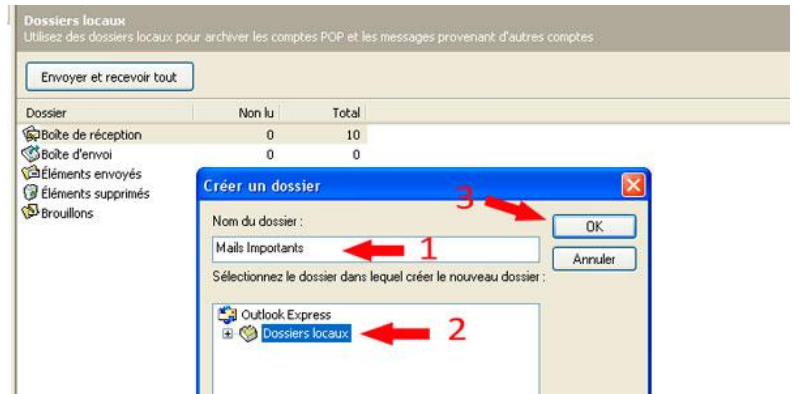 Dossiers locaux
Utilisez des dossiers locaux pour archiver les comptes POP et les messages provenant d'autres comptes
Envoyer et recevoir tout
Dossier Non lu Total
Boîte de réception 0 10
Boîte d'envoi 0 0
Éléments envoyés
Éléments supprimés
Brouillons
Créer un dossier
3
Nom du dossier :
OK
Mails Importants 1
Annuler
Sélectionnez le dossier dans lequel créer le nouveau dossier :
Outlook Express
Dossiers locaux 2